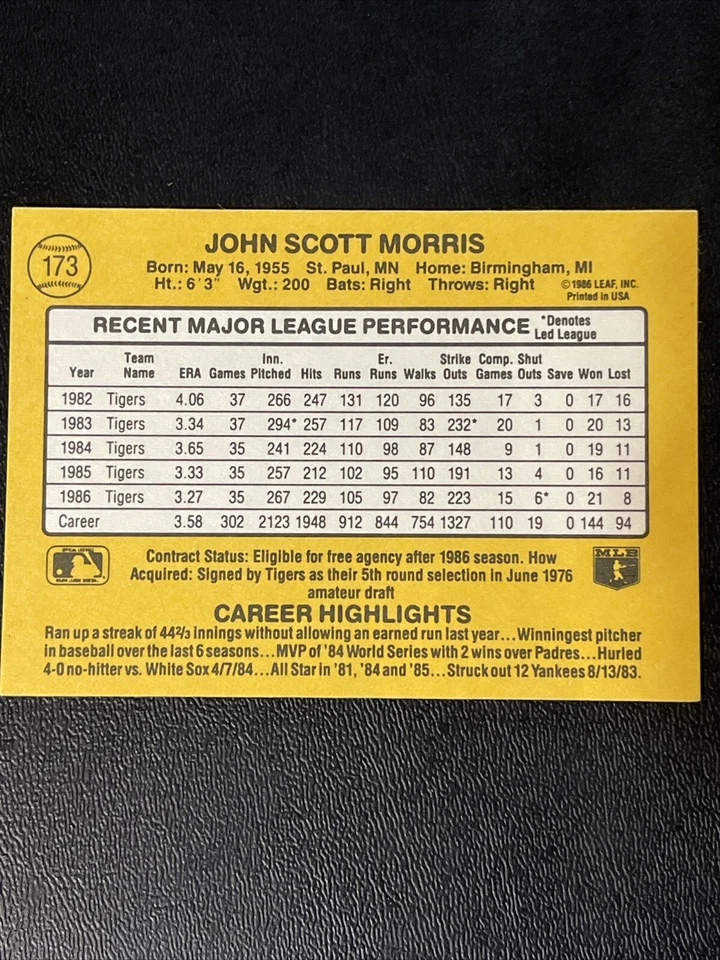 173
JOHN SCOTT MORRIS
Born: May 16, 1955 St. Paul, MN Home: Birmingham, MI
Ht.: 6'3" Wgt.: 200 Bats: Right Throws: Right
©1986 LEAF, INC.
Printed in USA
RECENT MAJOR LEAGUE PERFORMANCE *Denotes Led League
Year Team Name ERA Games Inn. Pitched Hits Runs Er. Runs Walks Strike Outs Comp. Games Shut Outs Save Won Lost
1982 Tigers 4.06 37 266 247 131 120 96 135 17 3 0 17 16
1983 Tigers 3.34 37 294* 257 117 109 83 232* 20 1 0 20 13
1984 Tigers 3.65 35 241 224 110 98 87 148 9 1 0 19 11
1985 Tigers 3.33 35 257 212 102 95 110 191 13 4 0 16 11
1986 Tigers 3.27 35 267 229 105 97 82 223 15 6* 0 21 8
Career 3.58 302 2123 1948 912 844 754 1327 110 19 0 144 94
Contract Status: Eligible for free agency after 1986 season. How
Acquired: Signed by Tigers as their 5th round selection in June 1976
amateur draft
MLB
CAREER HIGHLIGHTS
Ran up a streak of 44 2/3 innings without allowing an earned run last year...Winningest pitcher
in baseball over the last 6 seasons...MVP of '84 World Series with 2 wins over Padres...Hurled
4-0 no-hitter vs. White Sox 4/7/84...All Star in '81, '84 and '85...Struck out 12 Yankees 8/13/83.